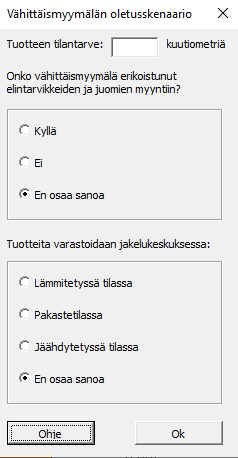 Vähittäismyymälän oletusskenaario
Tuotteen tilantarve: kuutiometriä
Onko vähittäismyymälä erikoistunut
elintarvikkeiden ja juomien myyntiin?
Kyllä
Ei
En osaa sanoa
Tuotteita varastoidaan jakelukeskuksessa:
Lämmitetyssä tilassa
Pakastetilassa
Jäähdytetyssä tilassa
En osaa sanoa
Ohje Ok